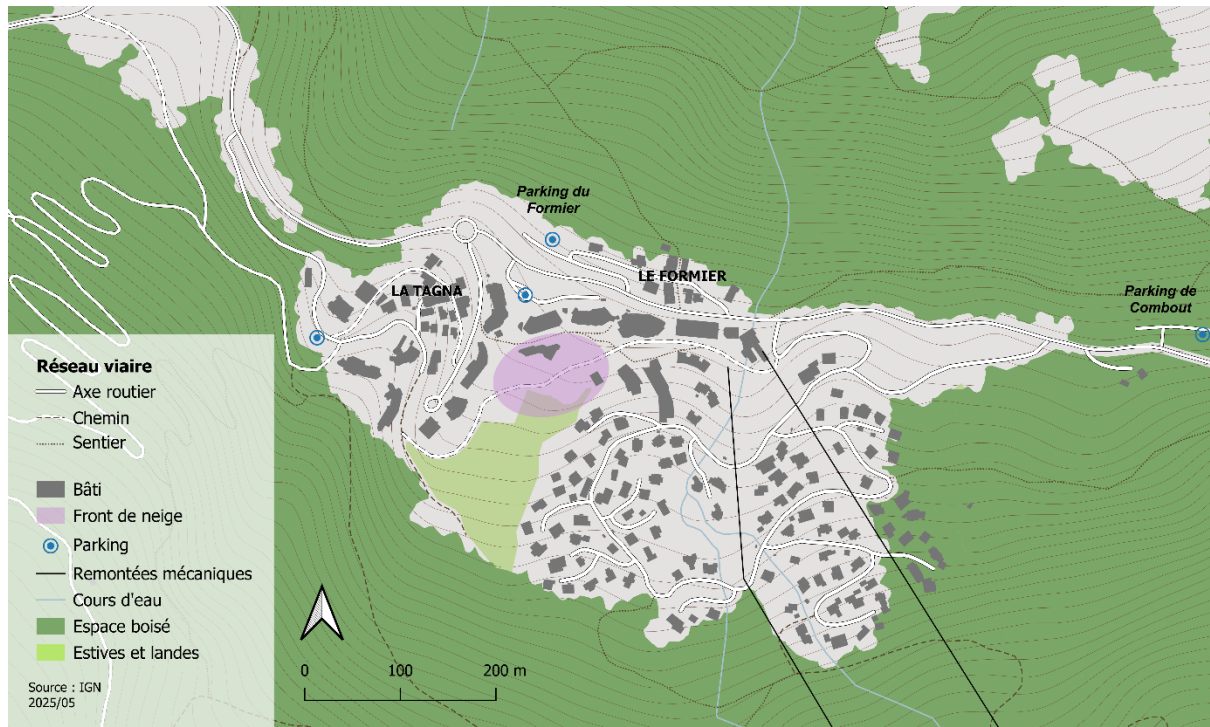 Parking du
Formier
LE FORMIER
LA TAGNA
Parking de
Combout
Réseau viaire
Axe routier
Chemin
Sentier
Bâti
Front de neige
Parking
Remontées mécaniques
Cours d'eau
Espace boisé
Estives et landes
Source : IGN
2025/05
0 100 200 m